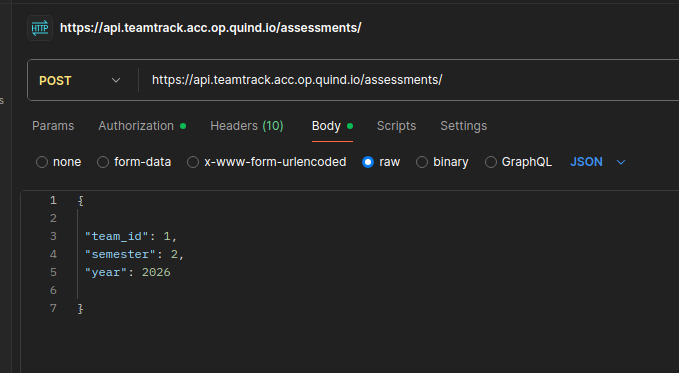 HTTP https://api.teamtrack.acc.op.quind.io/assessments/
POST https://api.teamtrack.acc.op.quind.io/assessments/
s
Params Authorization Headers (10) Body Scripts Settings
none form-data x-www-form-urlencoded raw binary GraphQL JSON
1 {
2
3 "team_id": 1,
4 "semester": 2,
5 "year": 2026
6
7 }